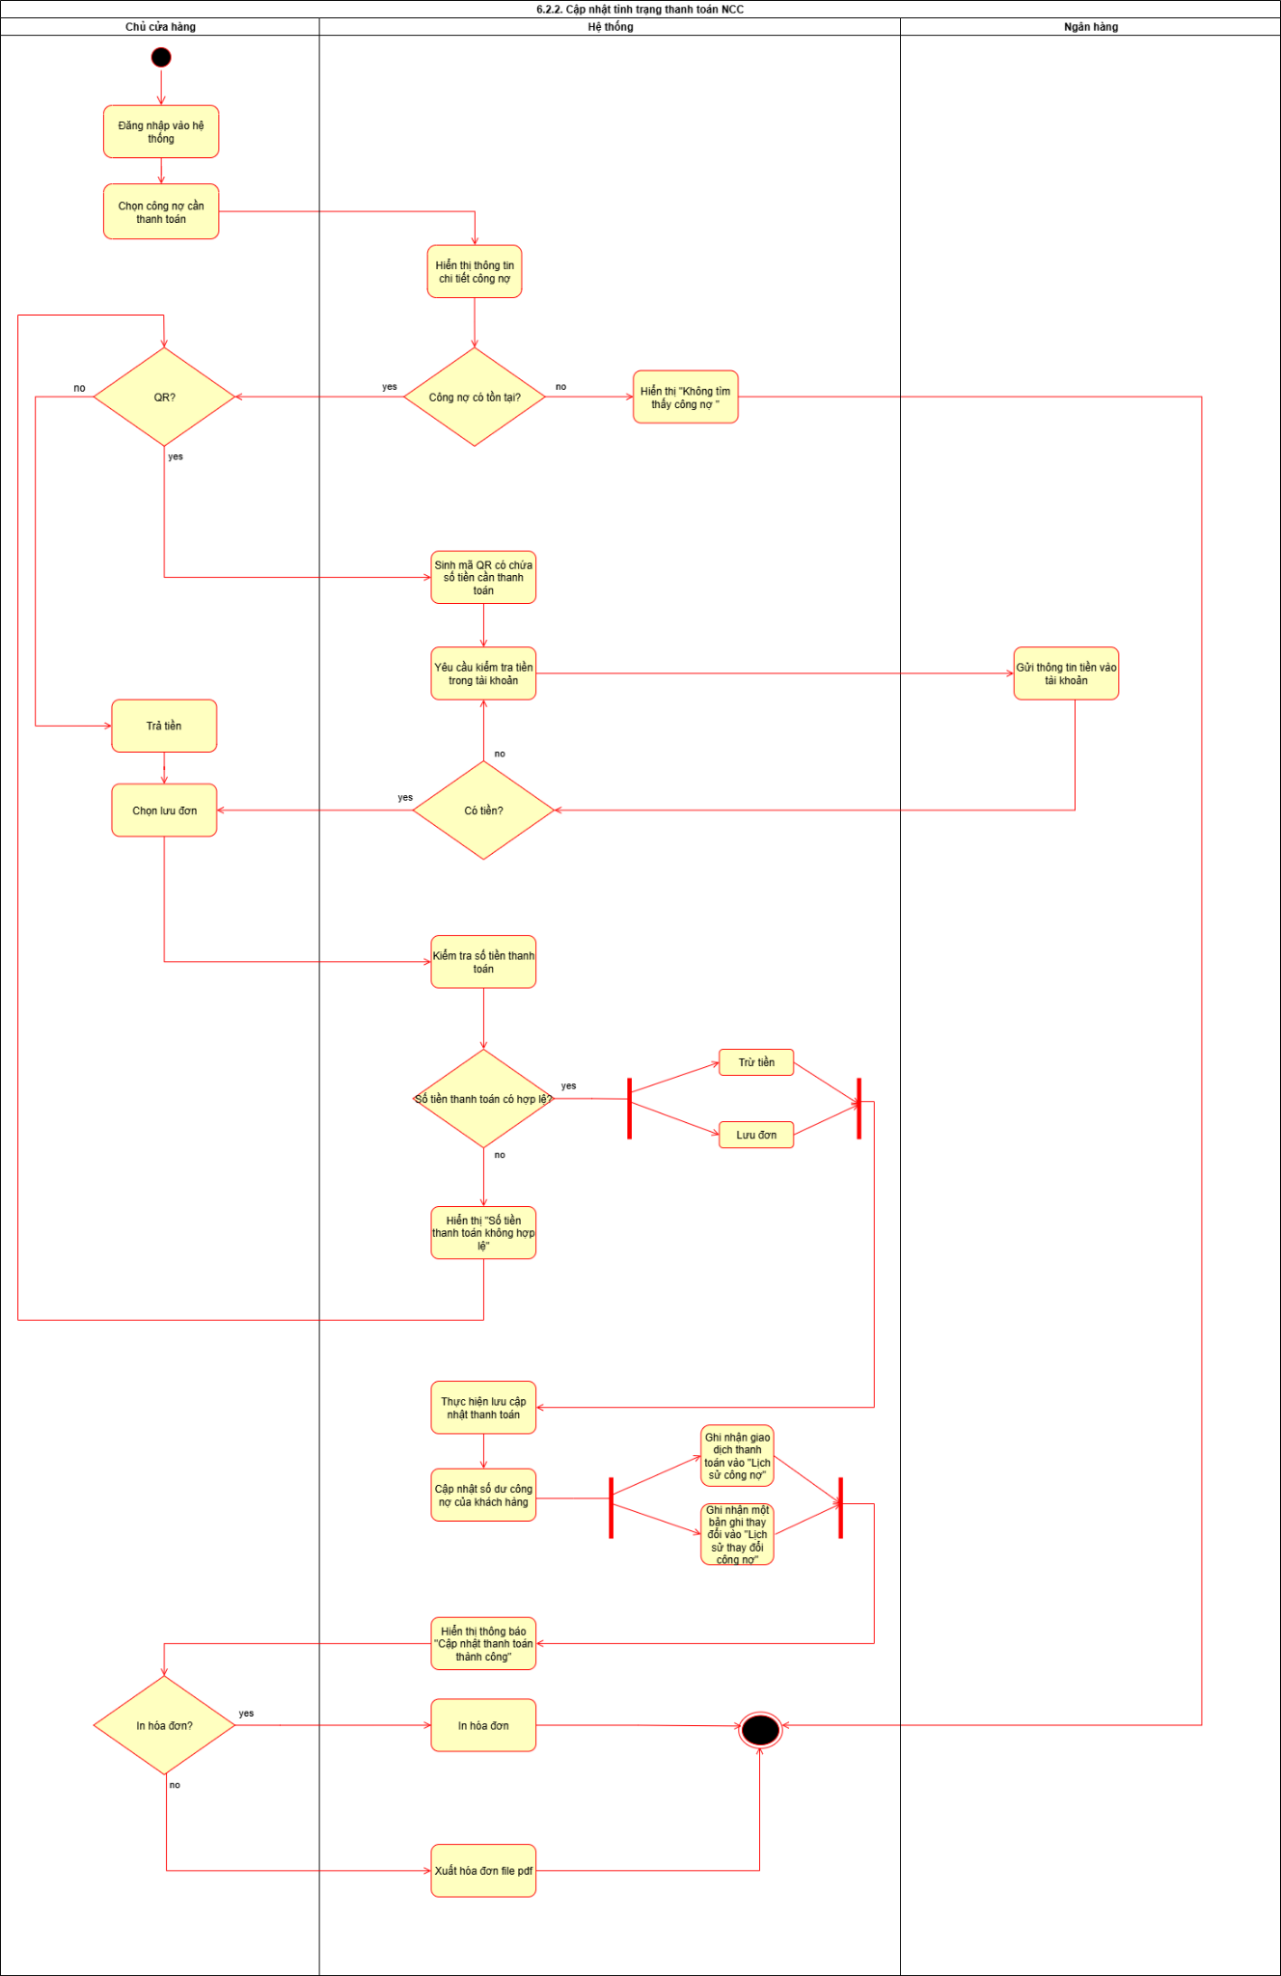 6.2.2. Cập nhật tình trạng thanh toán NCC
Chủ cửa hàng
Hệ thống
Ngân hàng
Đăng nhập vào hệ
thống
Chọn công nợ cần
thanh toán
Hiển thị thông tin
chi tiết công nợ
no
QR?
yes
yes
Công nợ có tồn tại?
no
Hiển thị "Không tìm
thấy công nợ "
Sinh mã QR có chứa
số tiền cần thanh
toán
Yêu cầu kiểm tra tiền
trong tài khoản
Gửi thông tin tiền vào
tài khoản
Trả tiền
no
yes
Chọn lưu đơn
Có tiền?
Kiểm tra số tiền thanh
toán
Số tiền thanh toán có hợp lệ?
yes
Trừ tiền
Lưu đơn
no
Hiển thị "Số tiền
thanh toán không hợp
lệ"
Thực hiện lưu cập
nhật thanh toán
Cập nhật số dư công
nợ của khách hàng
Ghi nhận giao
dịch thanh
toán vào "Lịch
sử công nợ"
Ghi nhận một
bản ghi thay
đổi vào "Lịch
sử thay đổi
công nợ"
Hiển thị thông báo
"Cập nhật thanh toán
thành công"
In hóa đơn?
yes
In hóa đơn
no
Xuất hóa đơn file pdf